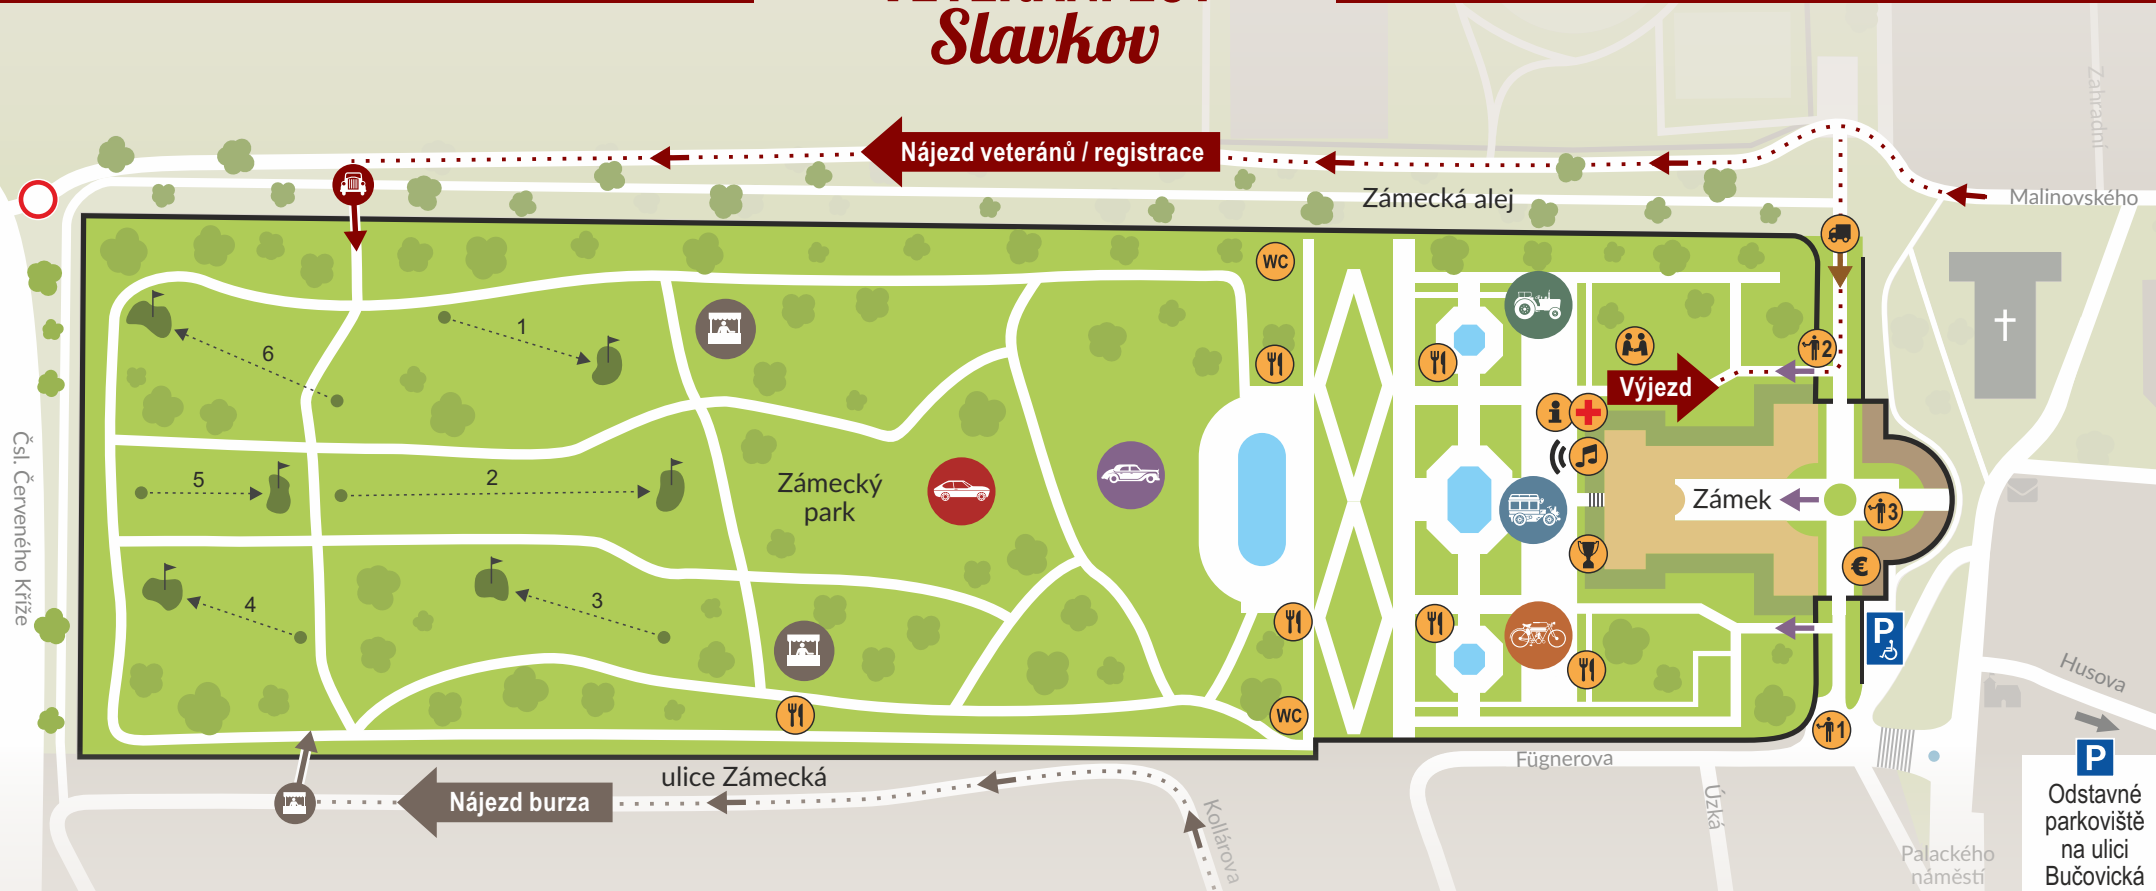 Slavkov
Zahradní
Nájezd veteránů / registrace
Zámecká alej
Malinovského
WC
1
6
2
Výjezd
Čsl. Červeného Kříže
5
2
Zámecký
park
Zámek
3
€
4
3
P
Husova
WC
1
P
Odstavné
parkoviště
na ulici
Bučovická
Fügnerova
ulice Zámecká
Nájezd burza
Kollárova
Úzká
Palackého
náměstí